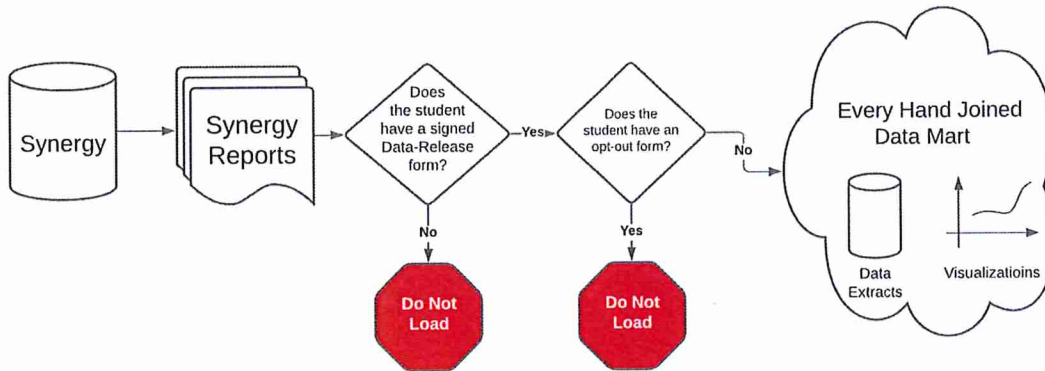 Synergy
Synergy
Reports
Does
the student
have a signed
Data-Release
form?
Yes
No
Do Not
Load
Does the
student have an
opt-out form?
No
Yes
Do Not
Load
Every Hand Joined
Data Mart
Data
Extracts
Visualizatioins